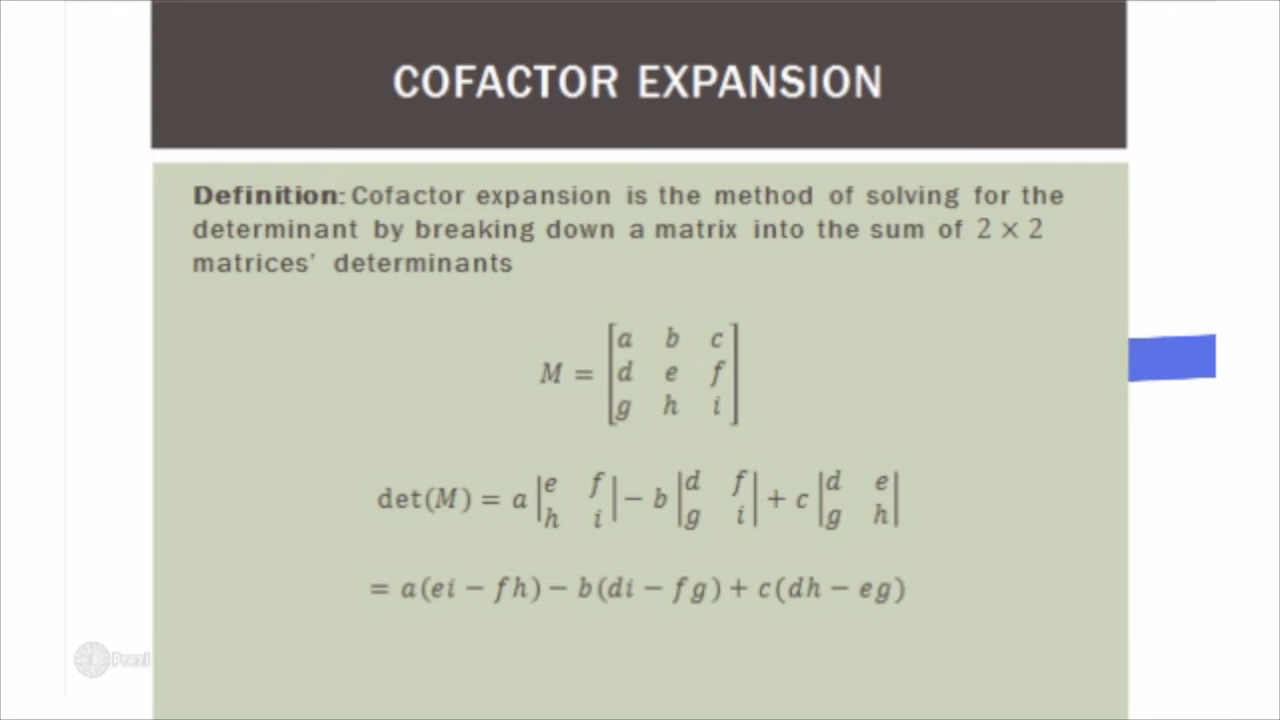 COFACTOR EXPANSION
Definition: Cofactor expansion is the method of solving for the
determinant by breaking down a matrix into the sum of 2 × 2
matrices' determinants
M = [a b c
d e f
g h i]
det(M) = a |e f; h i| − b |d f; g i| + c |d e; g h|
= a(ei − fh) − b(di − fg) + c(dh − eg)
Prezi